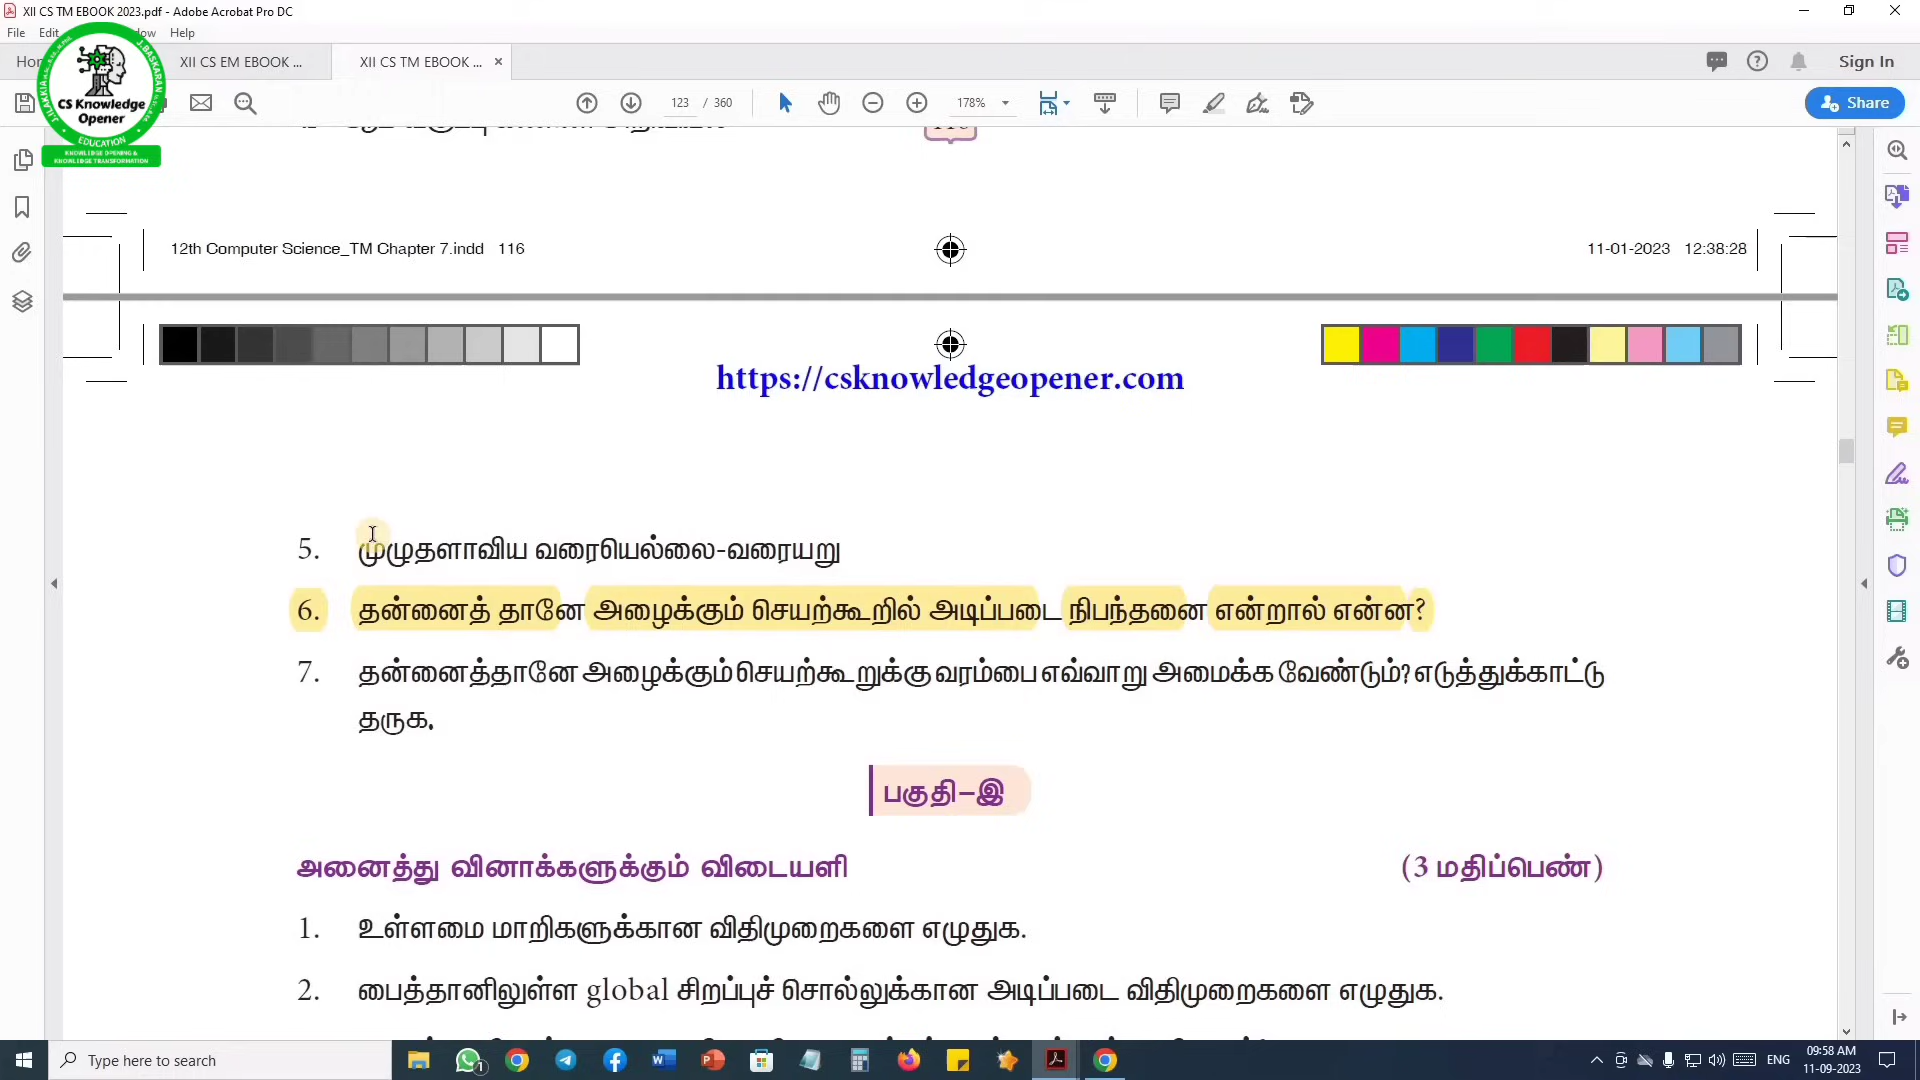 XII CS TM EBOOK 2023.pdf - Adobe Acrobat Pro DC
File Edit Help
XII CS EM EBOOK ... XII CS TM EBOOK ... × Sign In
CS Knowledge
Opener
EDUCATION
KNOWLEDGE OPENING &
KNOWLEDGE TRANSFORMATION
123 / 360 178% Share
12th Computer Science_TM Chapter 7.indd 116 11-01-2023 12:38:28
https://csknowledgeopener.com
5. முழுதளாவிய வரையெல்லை-வரையறு
6. தன்னைத் தானே அழைக்கும் செயற்கூறில் அடிப்படை நிபந்தனை என்றால் என்ன?
7. தன்னைத்தானே அழைக்கும் செயற்கூறுக்கு வரம்பை எவ்வாறு அமைக்க வேண்டும்? எடுத்துக்காட்டு
தருக.
பகுதி–இ
அனைத்து வினாக்களுக்கும் விடையளி (3 மதிப்பெண்)
1. உள்ளமை மாறிகளுக்கான விதிமுறைகளை எழுதுக.
2. பைத்தானிலுள்ள global சிறப்புச் சொல்லுக்கான அடிப்படை விதிமுறைகளை எழுதுக.
Type here to search ENG 09:58 AM
11-09-2023